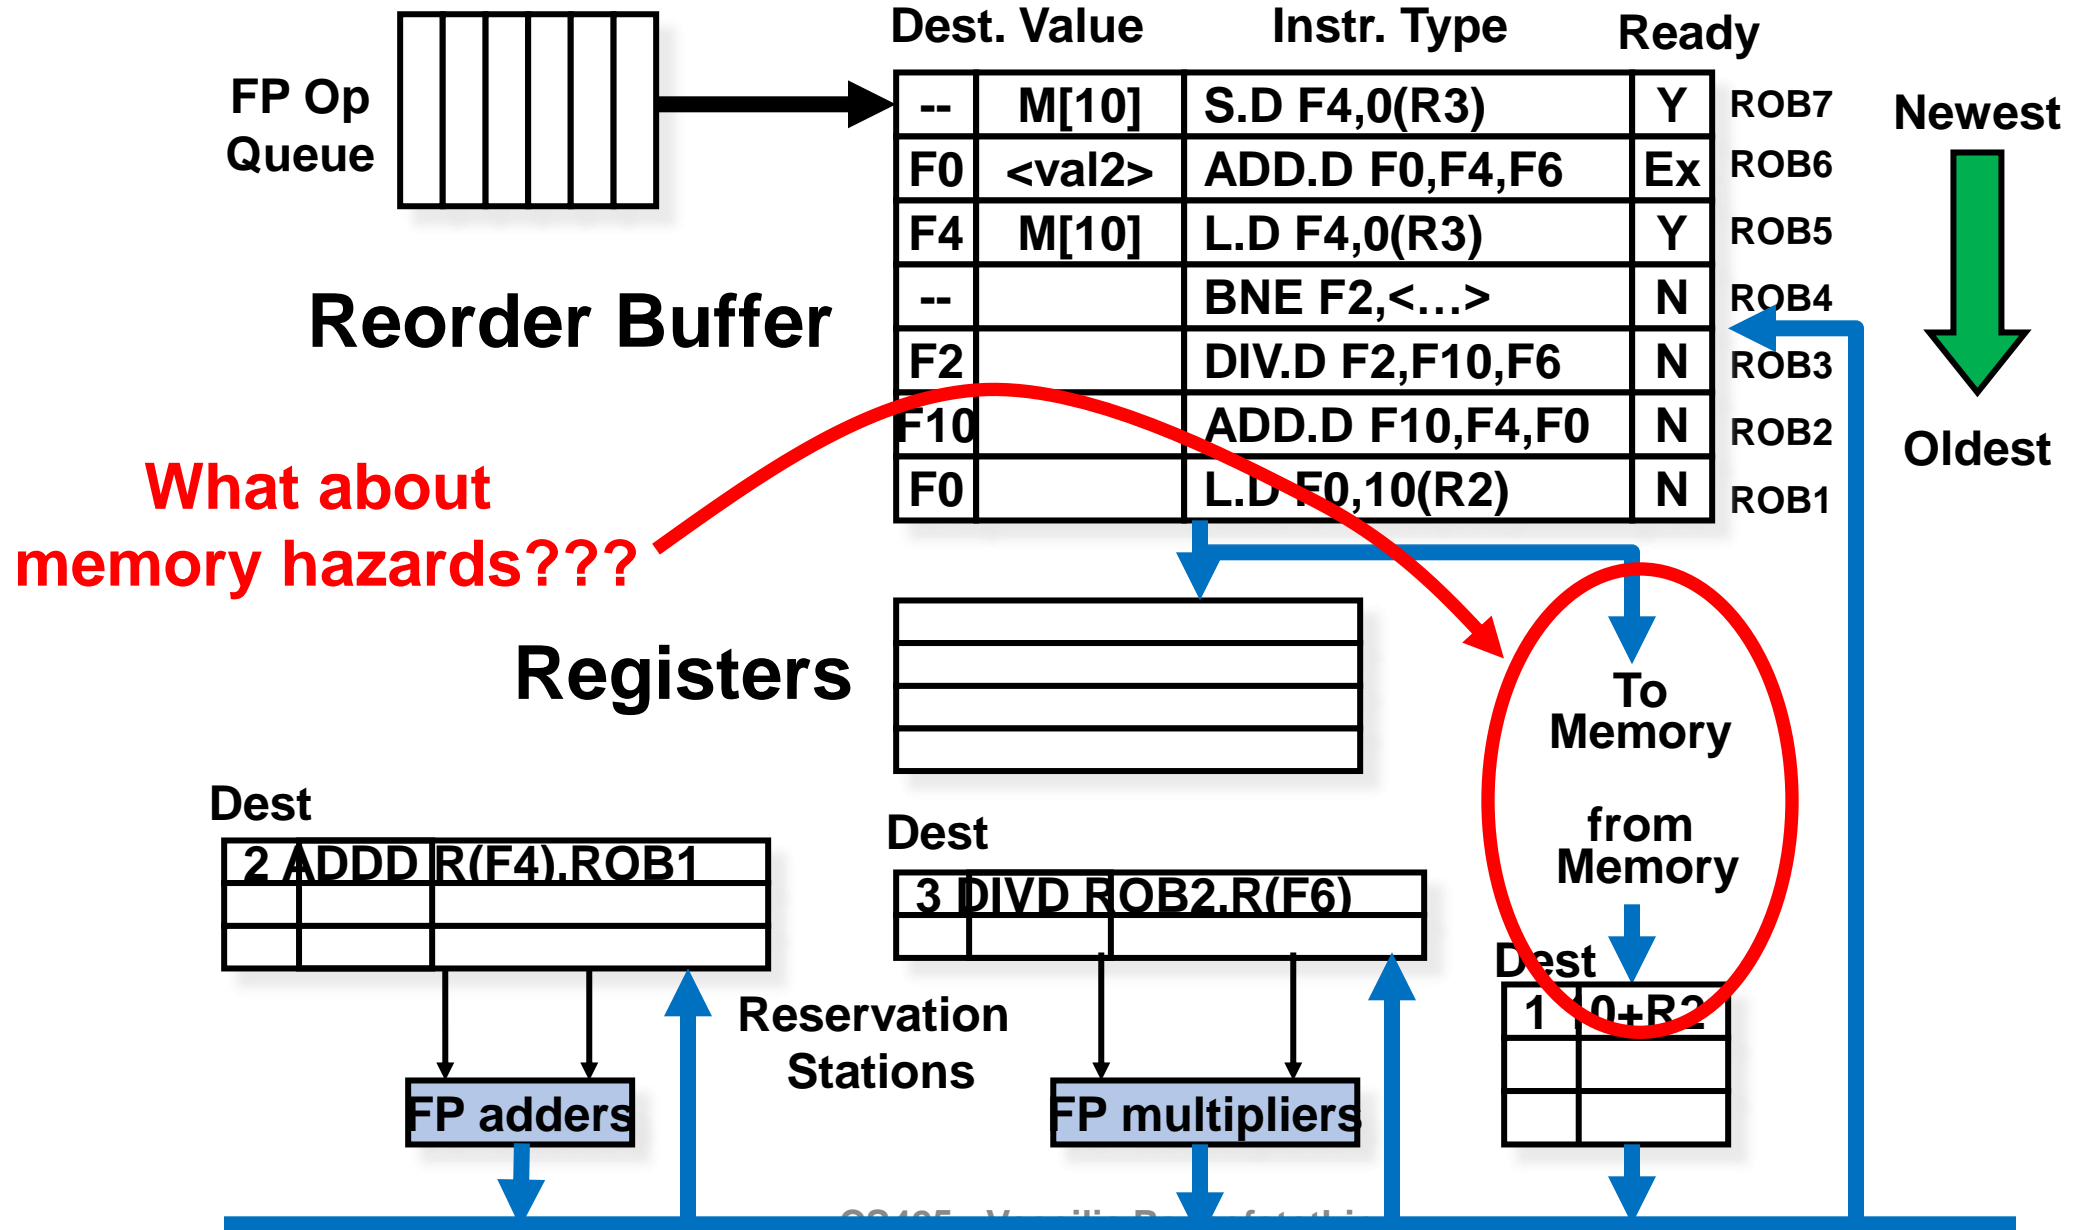 Dest. Value Instr. Type Ready
FP Op
Queue
-- M[10] S.D F4,0(R3) Y ROB7
F0 <val2> ADD.D F0,F4,F6 Ex ROB6
F4 M[10] L.D F4,0(R3) Y ROB5
-- BNE F2,<…> N ROB4
F2 DIV.D F2,F10,F6 N ROB3
F10 ADD.D F10,F4,F0 N ROB2
F0 L.D F0,10(R2) N ROB1
Newest
Oldest
Reorder Buffer
What about
memory hazards???
Registers
To
Memory
from
Memory
Dest
2 ADDD R(F4),ROB1
Dest
3 DIVD ROB2,R(F6)
Dest
1 10+R2
Reservation
Stations
FP adders
FP multipliers